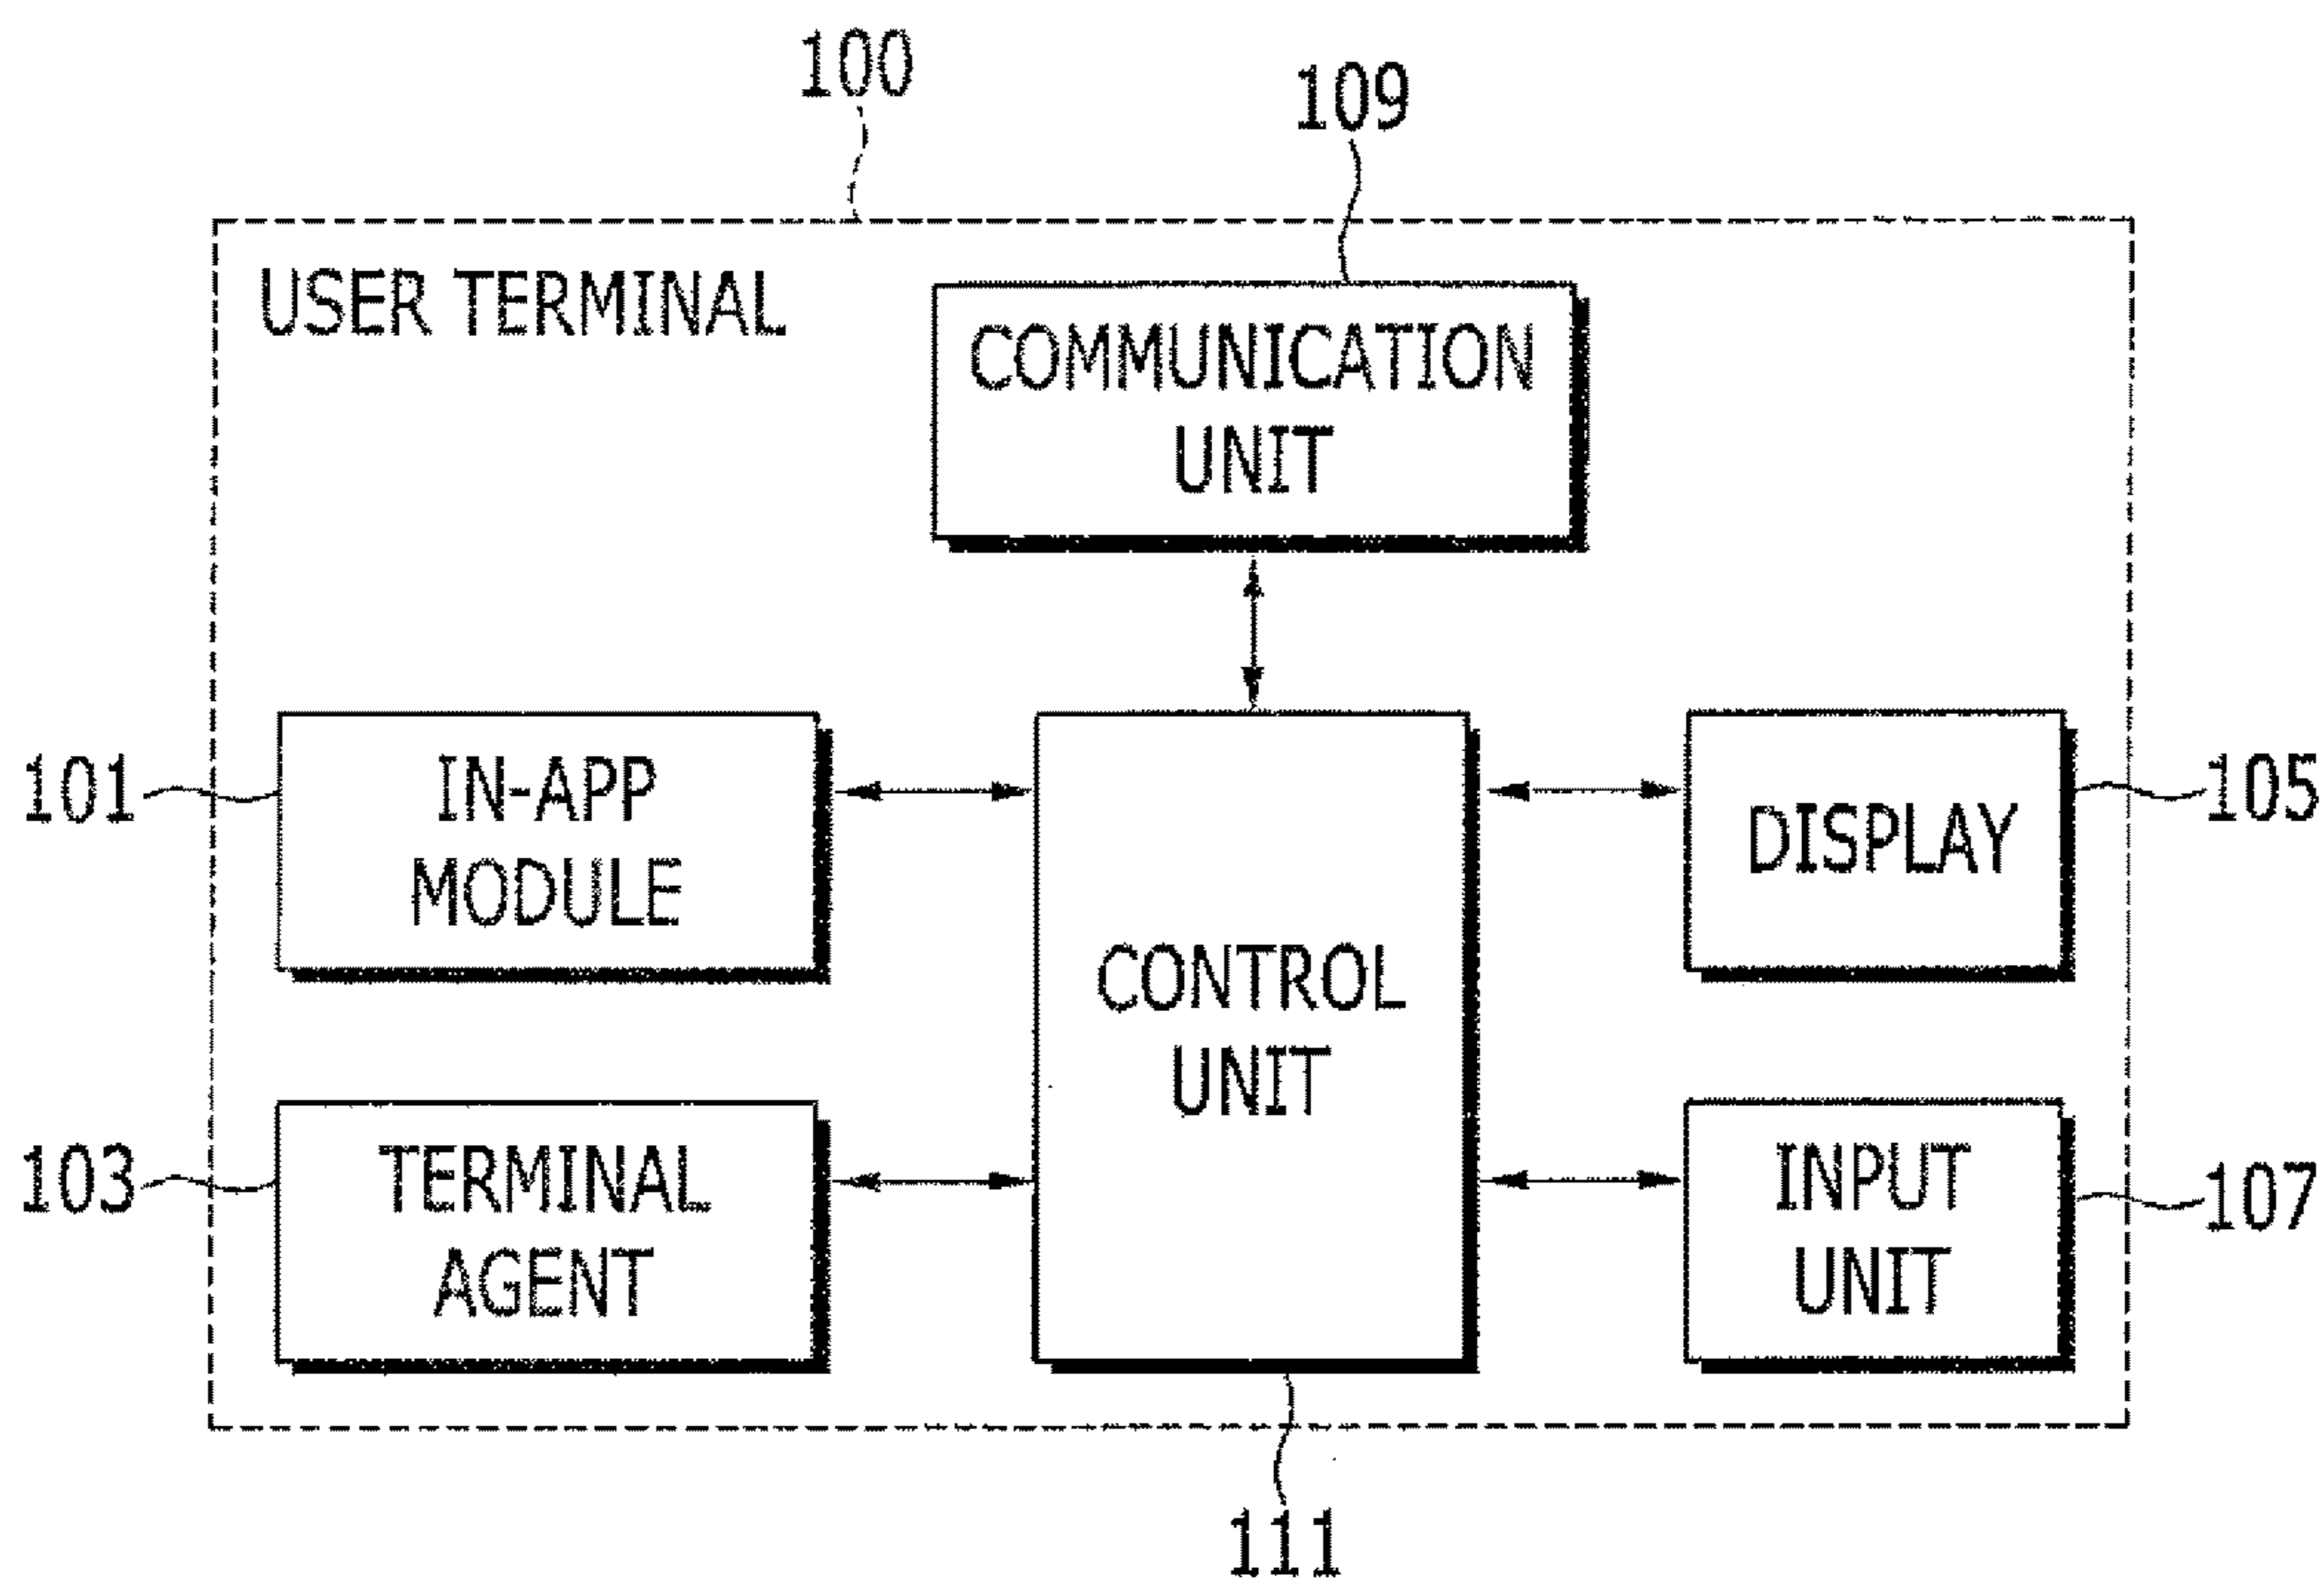 100
109
USER TERMINAL
COMMUNICATION
UNIT
101
IN-APP
MODULE
CONTROL
UNIT
DISPLAY
105
103
TERMINAL
AGENT
INPUT
UNIT
107
111